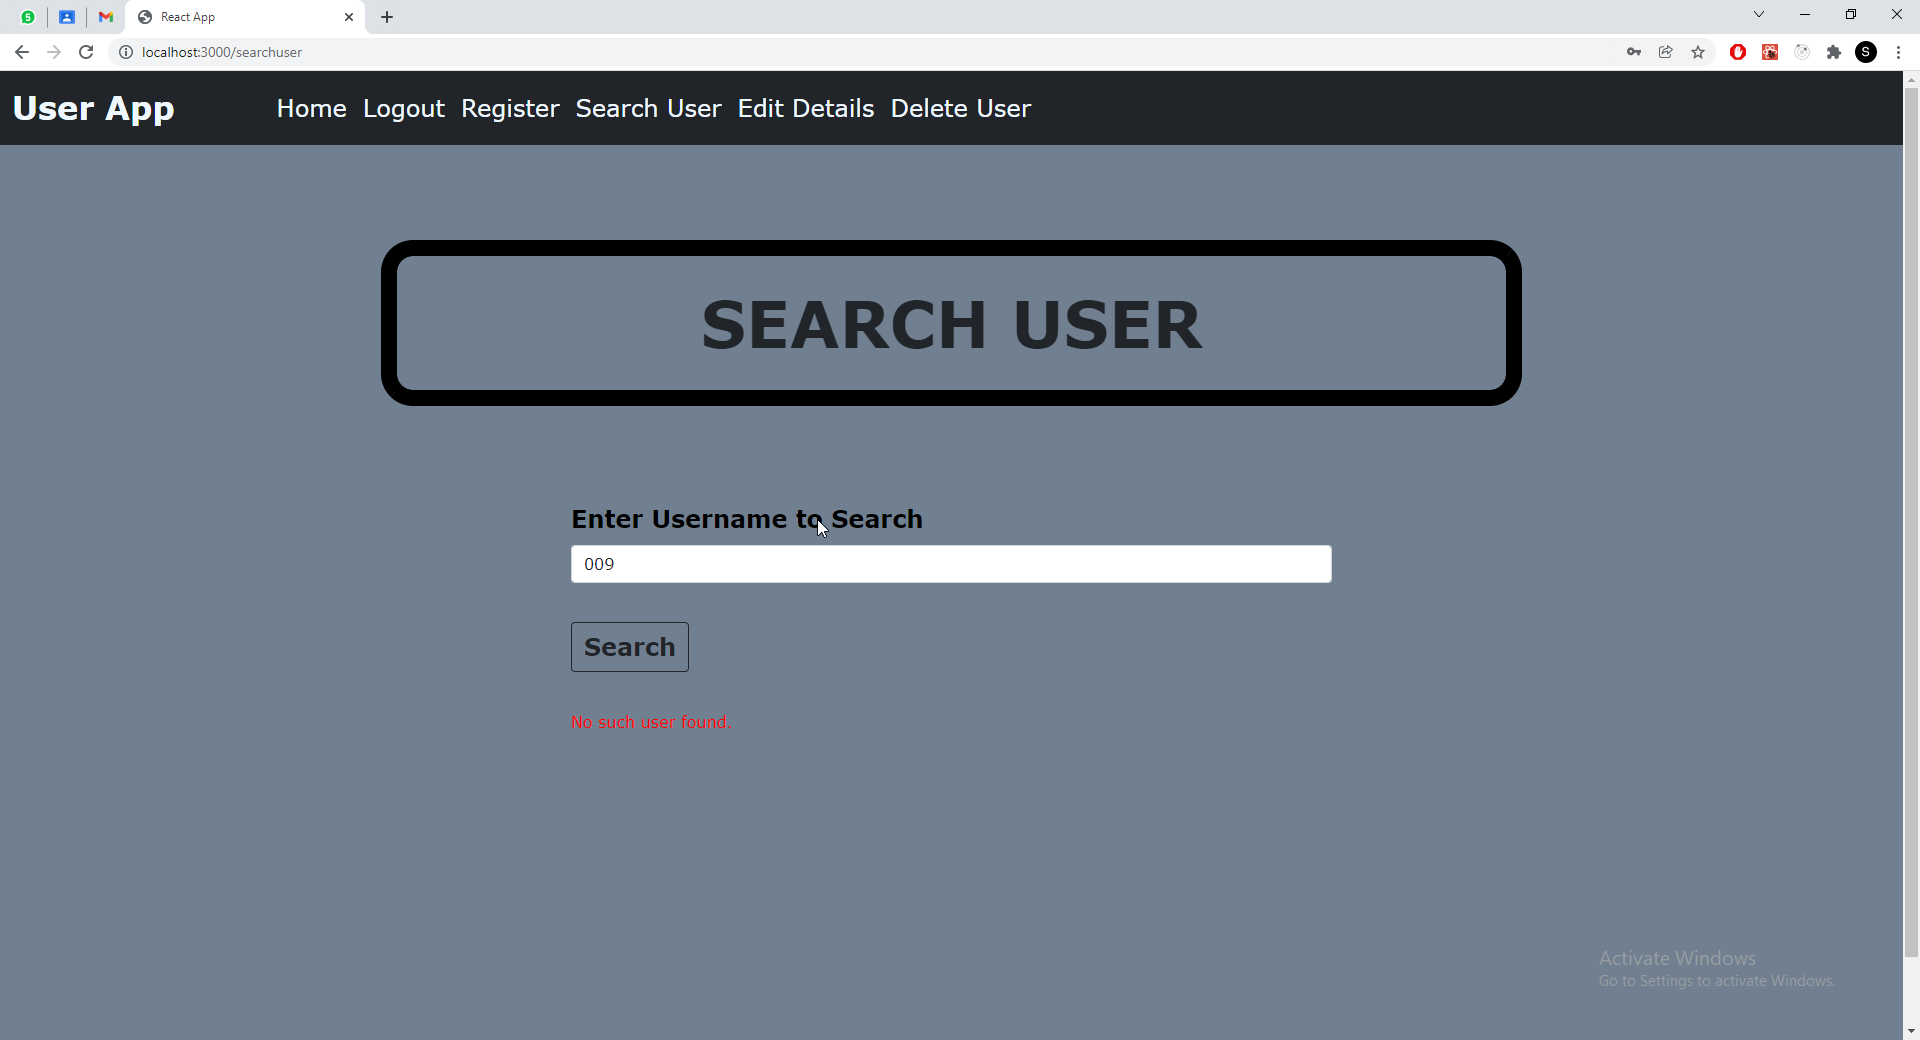 5
React App
localhost:3000/searchuser
S
User App
Home Logout Register Search User Edit Details Delete User
SEARCH USER
Enter Username to Search
009
Search
No such user found.
Activate Windows
Go to Settings to activate Windows.